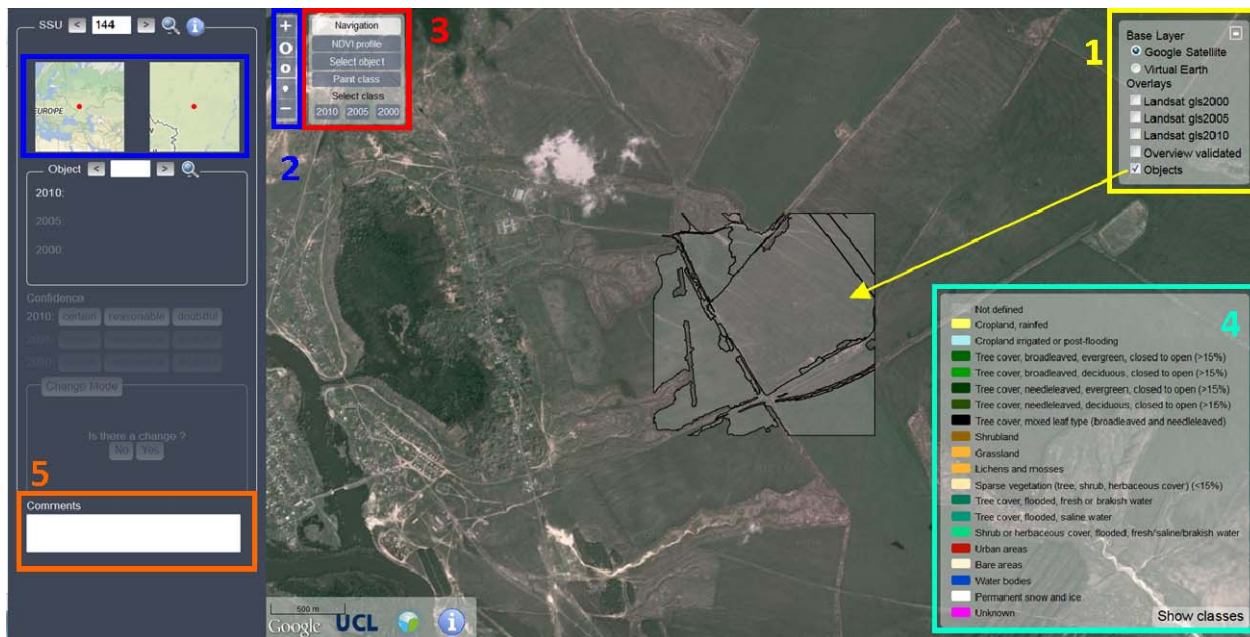 SSU < 144 >
EUROPE
Object < >
2010:
2005:
2000:
Confidence
2010: certain reasonable doubtful
Change Mode
Is there a change ?
No Yes
5
Comments
2
+
−
3
Navigation
NDVI profile
Select object
Paint class
Select class
2010 2005 2000
1
Base Layer
Google Satellite
Virtual Earth
Overlays
Landsat gls2000
Landsat gls2005
Landsat gls2010
Overview validated
Objects
4
Not defined
Cropland, rainfed
Cropland irrigated or post-flooding
Tree cover, broadleaved, evergreen, closed to open (>15%)
Tree cover, broadleaved, deciduous, closed to open (>15%)
Tree cover, needleleaved, evergreen, closed to open (>15%)
Tree cover, needleleaved, deciduous, closed to open (>15%)
Tree cover, mixed leaf type (broadleaved and needleleaved)
Shrubland
Grassland
Lichens and mosses
Sparse vegetation (tree, shrub, herbaceous cover) (<15%)
Tree cover, flooded, fresh or brakish water
Tree cover, flooded, saline water
Shrub or herbaceous cover, flooded, fresh/saline/brakish water
Urban areas
Bare areas
Water bodies
Permanent snow and ice
Unknown
Show classes
500 m
Google UCL i